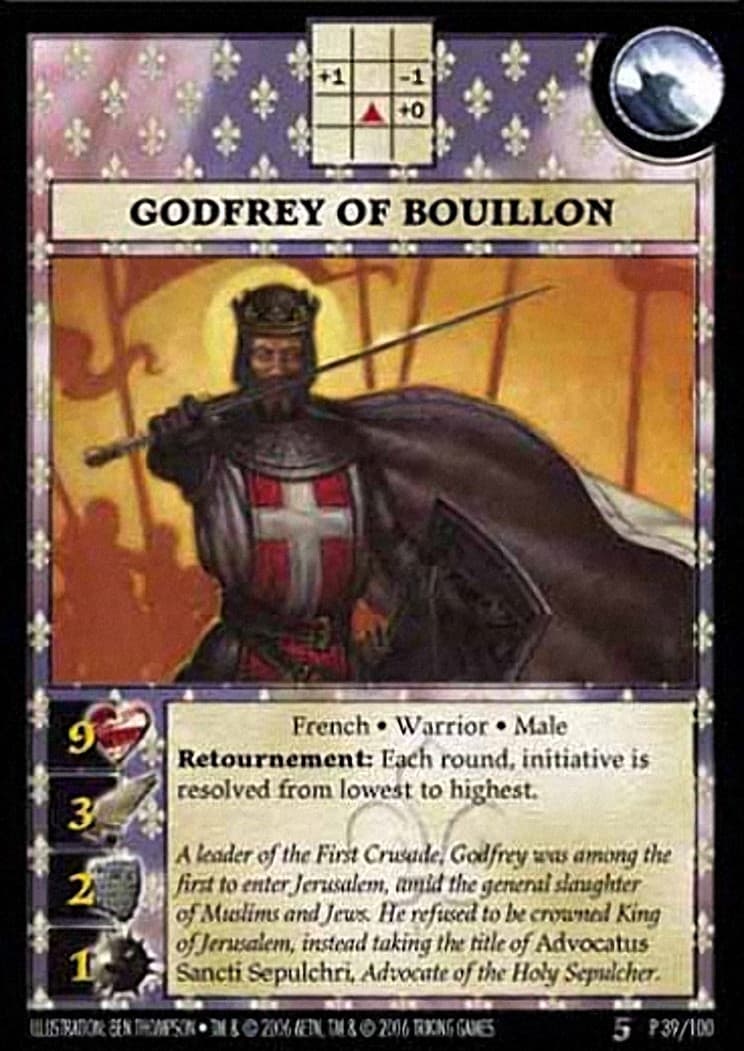 +1 -1
+0
GODFREY OF BOUILLON
9
3
2
1
French • Warrior • Male
Retournement: Each round, initiative is
resolved from lowest to highest.
A leader of the First Crusade, Godfrey was among the
first to enter Jerusalem, amid the general slaughter
of Muslims and Jews. He refused to be crowned King
of Jerusalem, instead taking the title of Advocatus
Sancti Sepulchri, Advocate of the Holy Sepulcher.
ILLUSTRATION: BEN THOMPSON • TM & © 2006 AETN, TM & © 2006 TRIKING GAMES 5 P 39/100